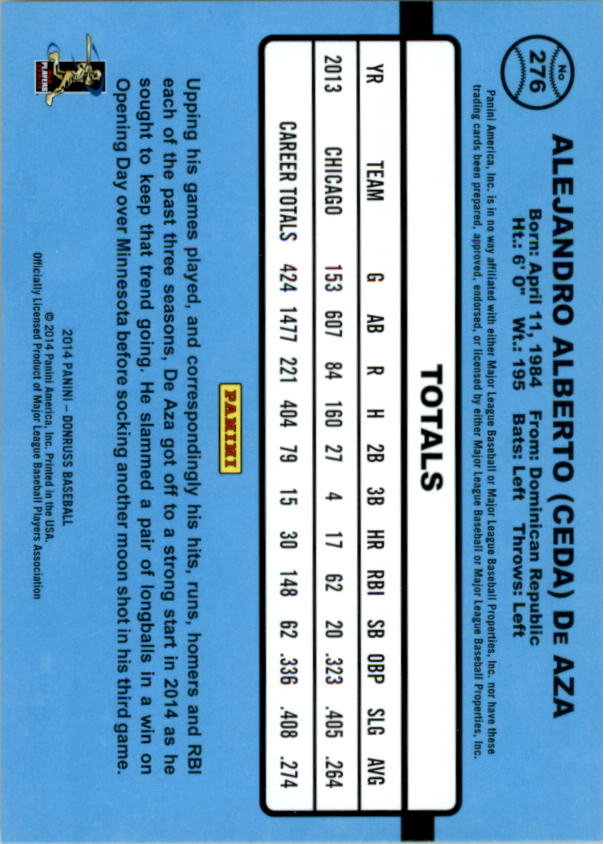 No
276
ALEJANDRO ALBERTO (CEDA) DE AZA
Born: April 11, 1984 From: Dominican Republic
Ht.: 6' 0" Wt.: 195 Bats: Left Throws: Left
Panini America, Inc. is in no way affiliated with either Major League Baseball or Major League Baseball Properties, Inc. nor have these
trading cards been prepared, approved, endorsed, or licensed by either Major League Baseball or Major League Baseball Properties, Inc.
TOTALS
YR TEAM G AB R H 2B 3B HR RBI SB OBP SLG AVG
2013 CHICAGO 153 607 84 160 27 4 17 62 20 .323 .405 .264
CAREER TOTALS 424 1477 221 404 79 15 30 148 62 .336 .408 .274
PANINI
Upping his games played, and correspondingly his hits, runs, homers and RBI
each of the past three seasons, De Aza got off to a strong start in 2014 as he
sought to keep that trend going. He slammed a pair of longballs in a win on
Opening Day over Minnesota before socking another moon shot in his third game.
2014 PANINI – DONRUSS BASEBALL
© 2014 Panini America, Inc. Printed in the USA.
Officially Licensed Product of Major League Baseball Players Association
PLAYERS